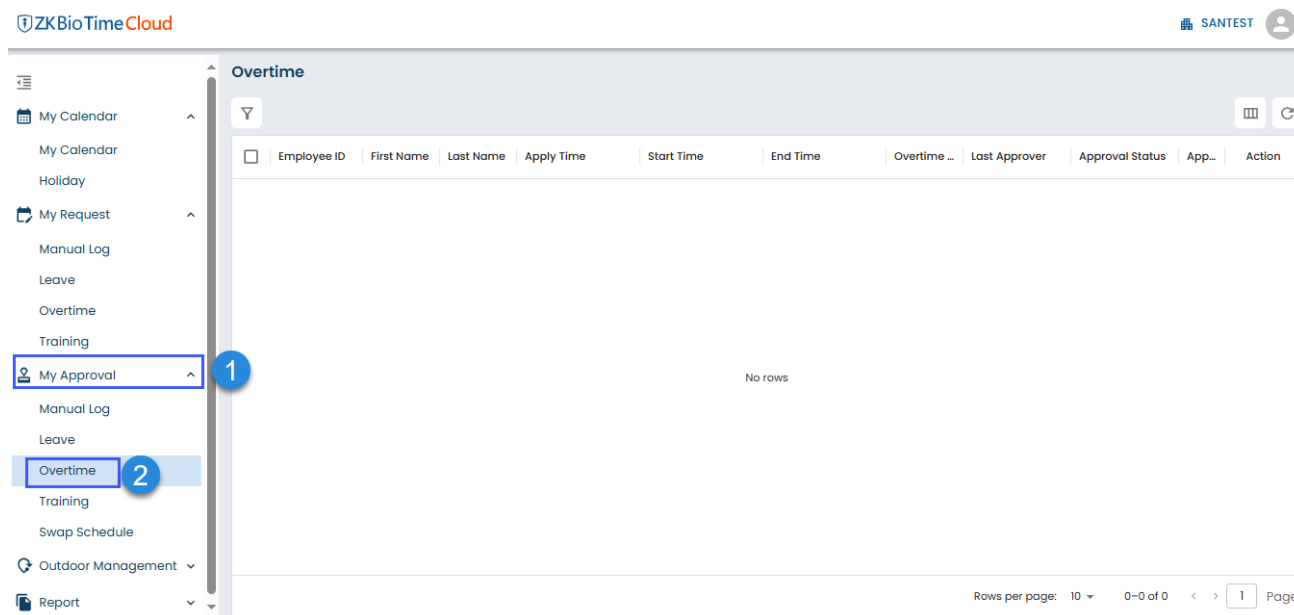 ZKBioTime Cloud
SANTEST
My Calendar
My Calendar
Holiday
My Request
Manual Log
Leave
Overtime
Training
My Approval
1
Manual Log
Leave
Overtime
2
Training
Swap Schedule
Outdoor Management
Report
Overtime
Employee ID First Name Last Name Apply Time Start Time End Time Overtime ... Last Approver Approval Status App... Action
No rows
Rows per page: 10 0–0 of 0 < > 1 Page